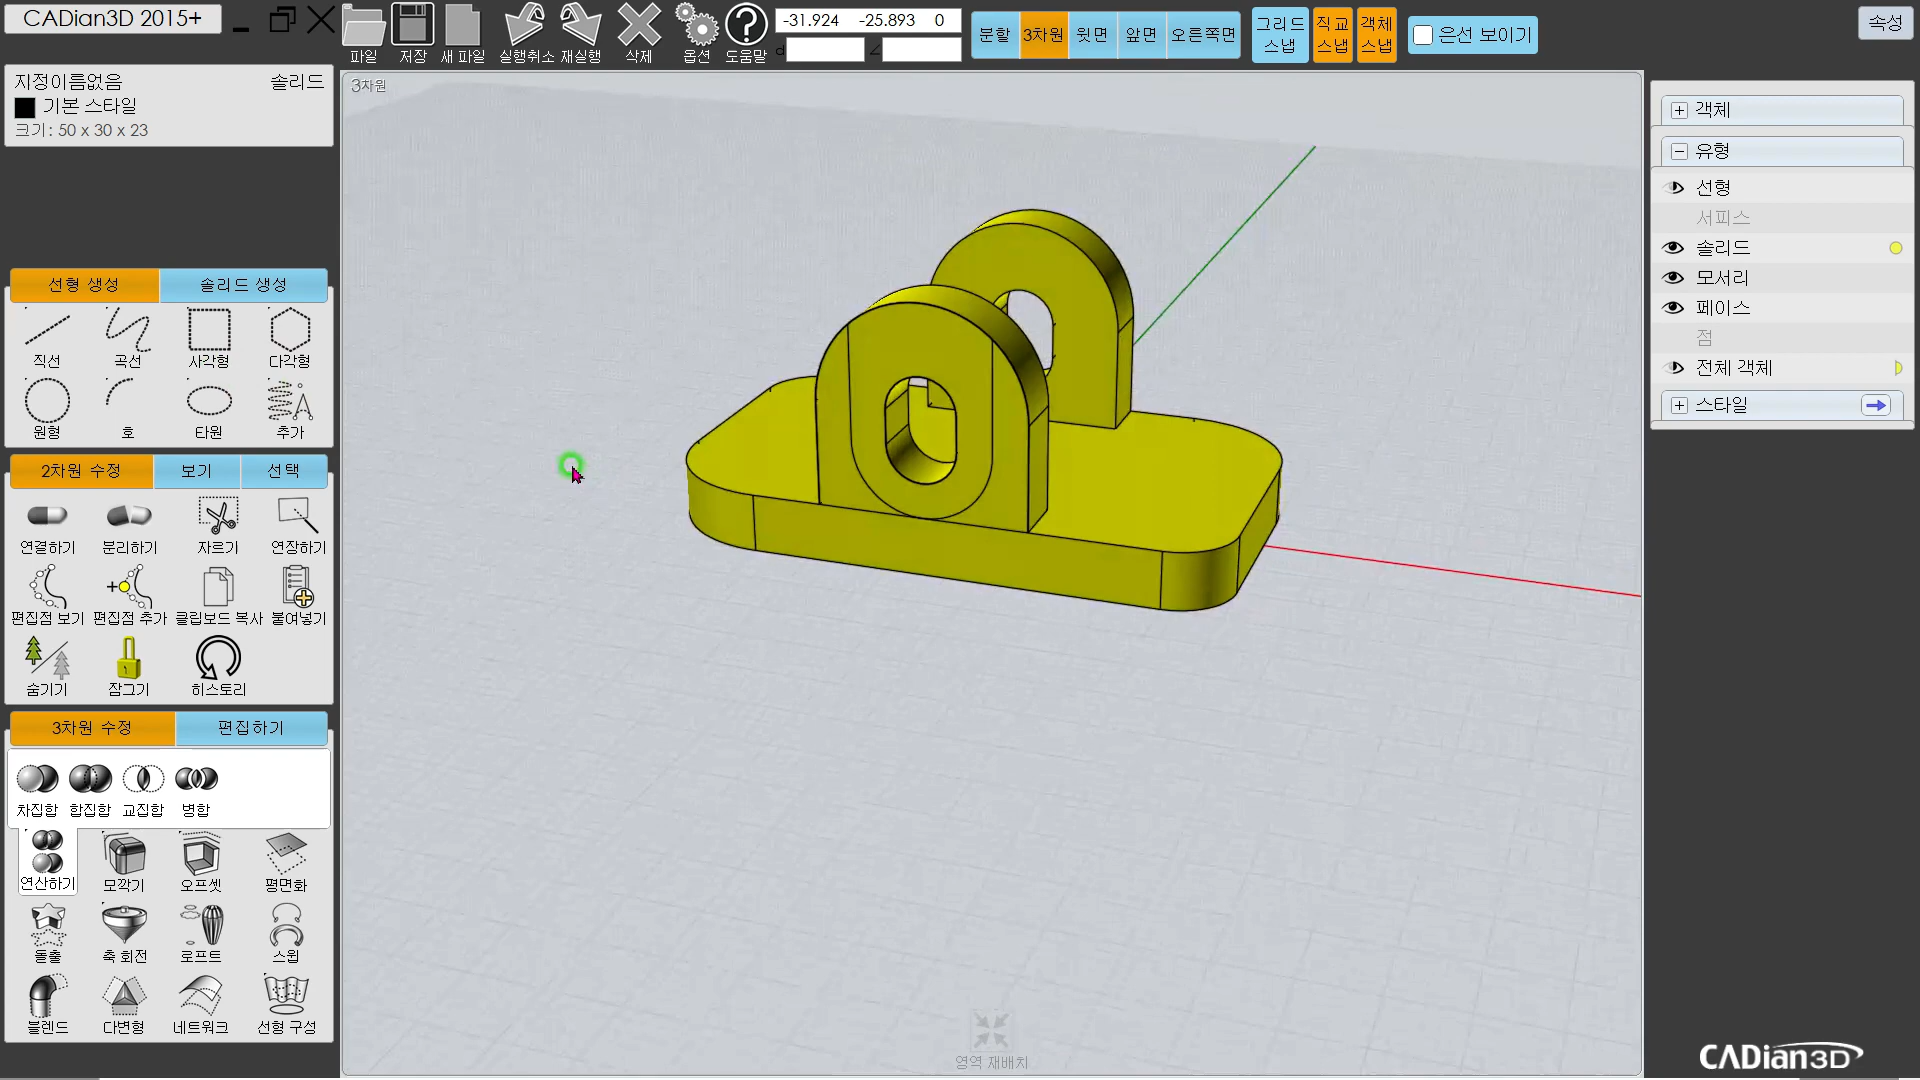 CADian3D 2015+
파일 저장 새 파일 실행취소 재실행 삭제 옵션 도움말
-31.924 -25.893 0
d ∠
분할 3차원 윗면 앞면 오른쪽면
그리드 스냅
직교 스냅
객체 스냅
은선 보이기
속성
지정이름없음 솔리드
기본 스타일
크기 : 50 x 30 x 23
3차원
선형 생성 솔리드 생성
직선 곡선 사각형 다각형
원형 호 타원 추가
2차원 수정 보기 선택
연결하기 분리하기 자르기 연장하기
편집점 보기 편집점 추가 클립보드 복사 붙여넣기
숨기기 잠그기 히스토리
3차원 수정 편집하기
차집합 합집합 교집합 병합
연산하기 모깍기 오프셋 평면화
돌출 축 회전 로프트 스윕
블렌드 다변형 네트워크 선형 구성
객체
유형
선형
서피스
솔리드
모서리
페이스
점
전체 객체
스타일
영역 재배치
CADian3D